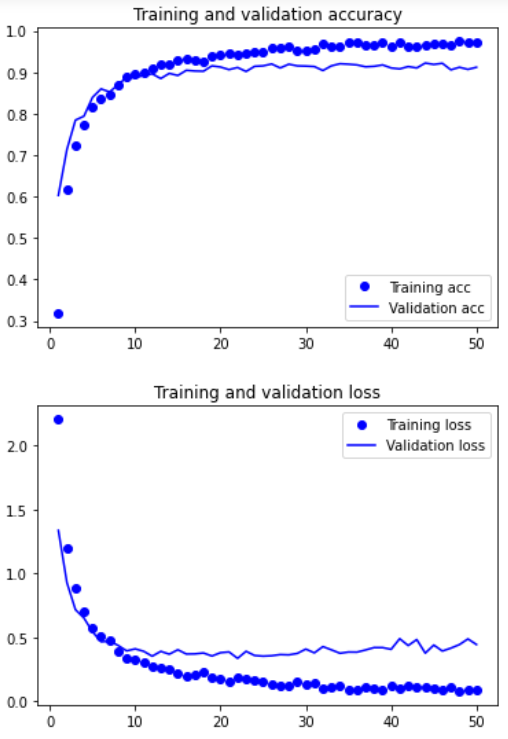 Training and validation accuracy
1.0
0.9
0.8
0.7
0.6
0.5
0.4
0.3
Training acc
Validation acc
0 10 20 30 40 50
Training and validation loss
Training loss
Validation loss
2.0
1.5
1.0
0.5
0.0
0 10 20 30 40 50